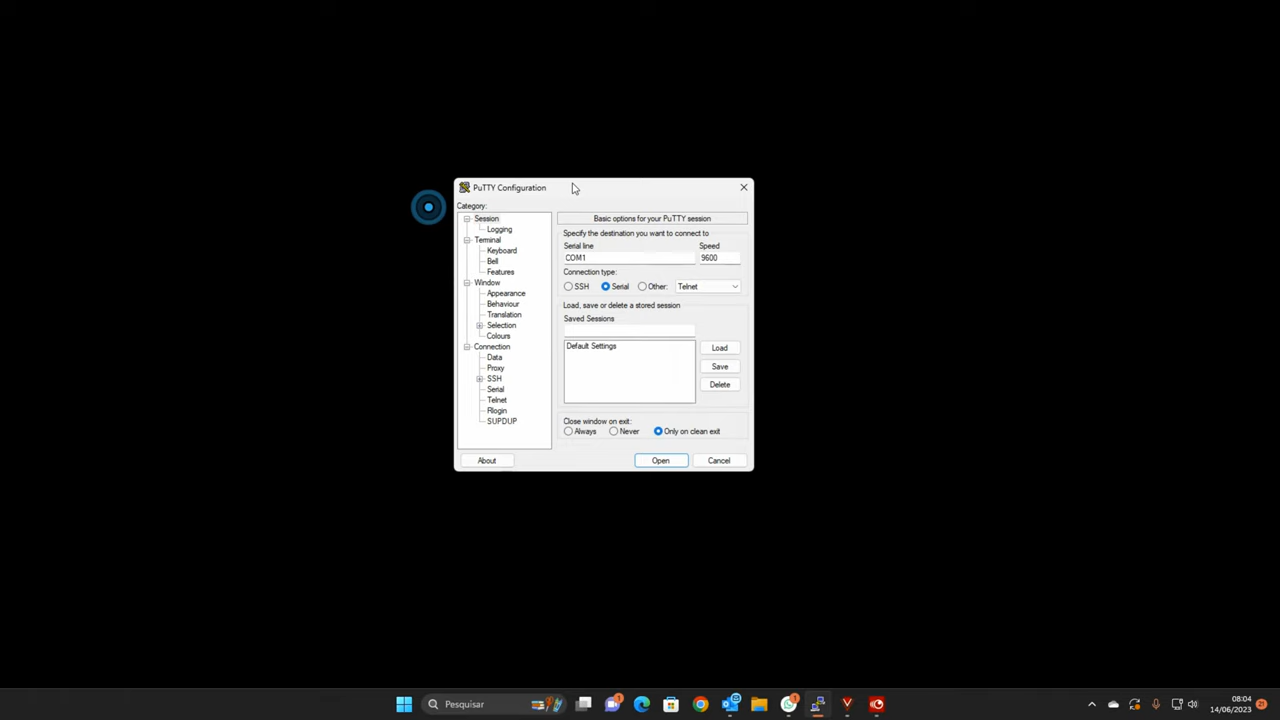 PuTTY Configuration
Category:
Session
Logging
Terminal
Keyboard
Bell
Features
Window
Appearance
Behaviour
Translation
Selection
Colours
Connection
Data
Proxy
SSH
Serial
Telnet
Rlogin
SUPDUP
Basic options for your PuTTY session
Specify the destination you want to connect to
Serial line Speed
COM1 9600
Connection type:
SSH Serial Other: Telnet
Load, save or delete a stored session
Saved Sessions
Default Settings
Load
Save
Delete
Close window on exit:
Always Never Only on clean exit
About Open Cancel
Pesquisar
1
1
08:04
14/06/2023